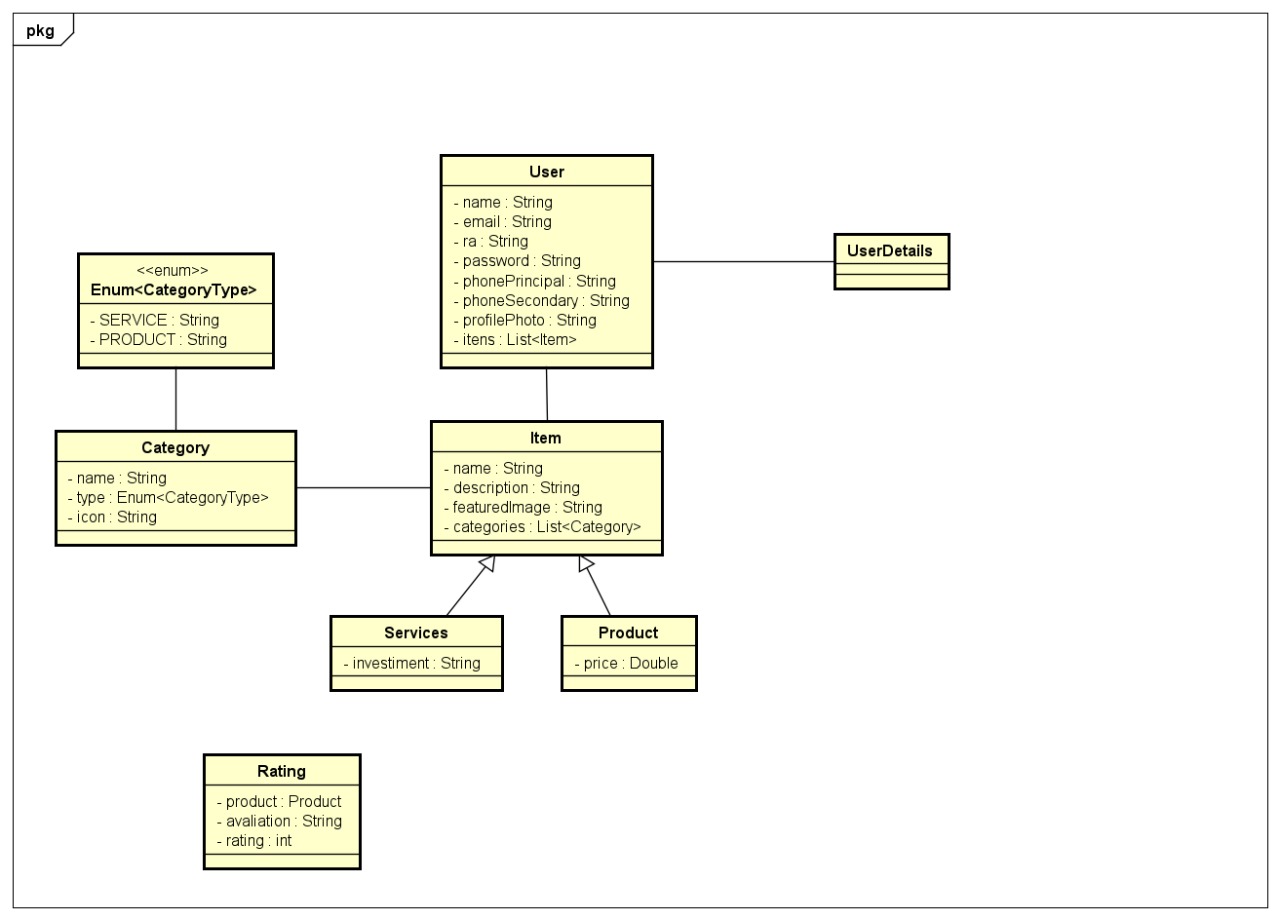 pkg
User
- name : String
- email : String
- ra : String
- password : String
- phonePrincipal : String
- phoneSecondary : String
- profilePhoto : String
- itens : List<Item>
UserDetails
<<enum>>
Enum<CategoryType>
- SERVICE : String
- PRODUCT : String
Category
- name : String
- type : Enum<CategoryType>
- icon : String
Item
- name : String
- description : String
- featuredImage : String
- categories : List<Category>
Services
- investiment : String
Product
- price : Double
Rating
- product : Product
- avaliation : String
- rating : int